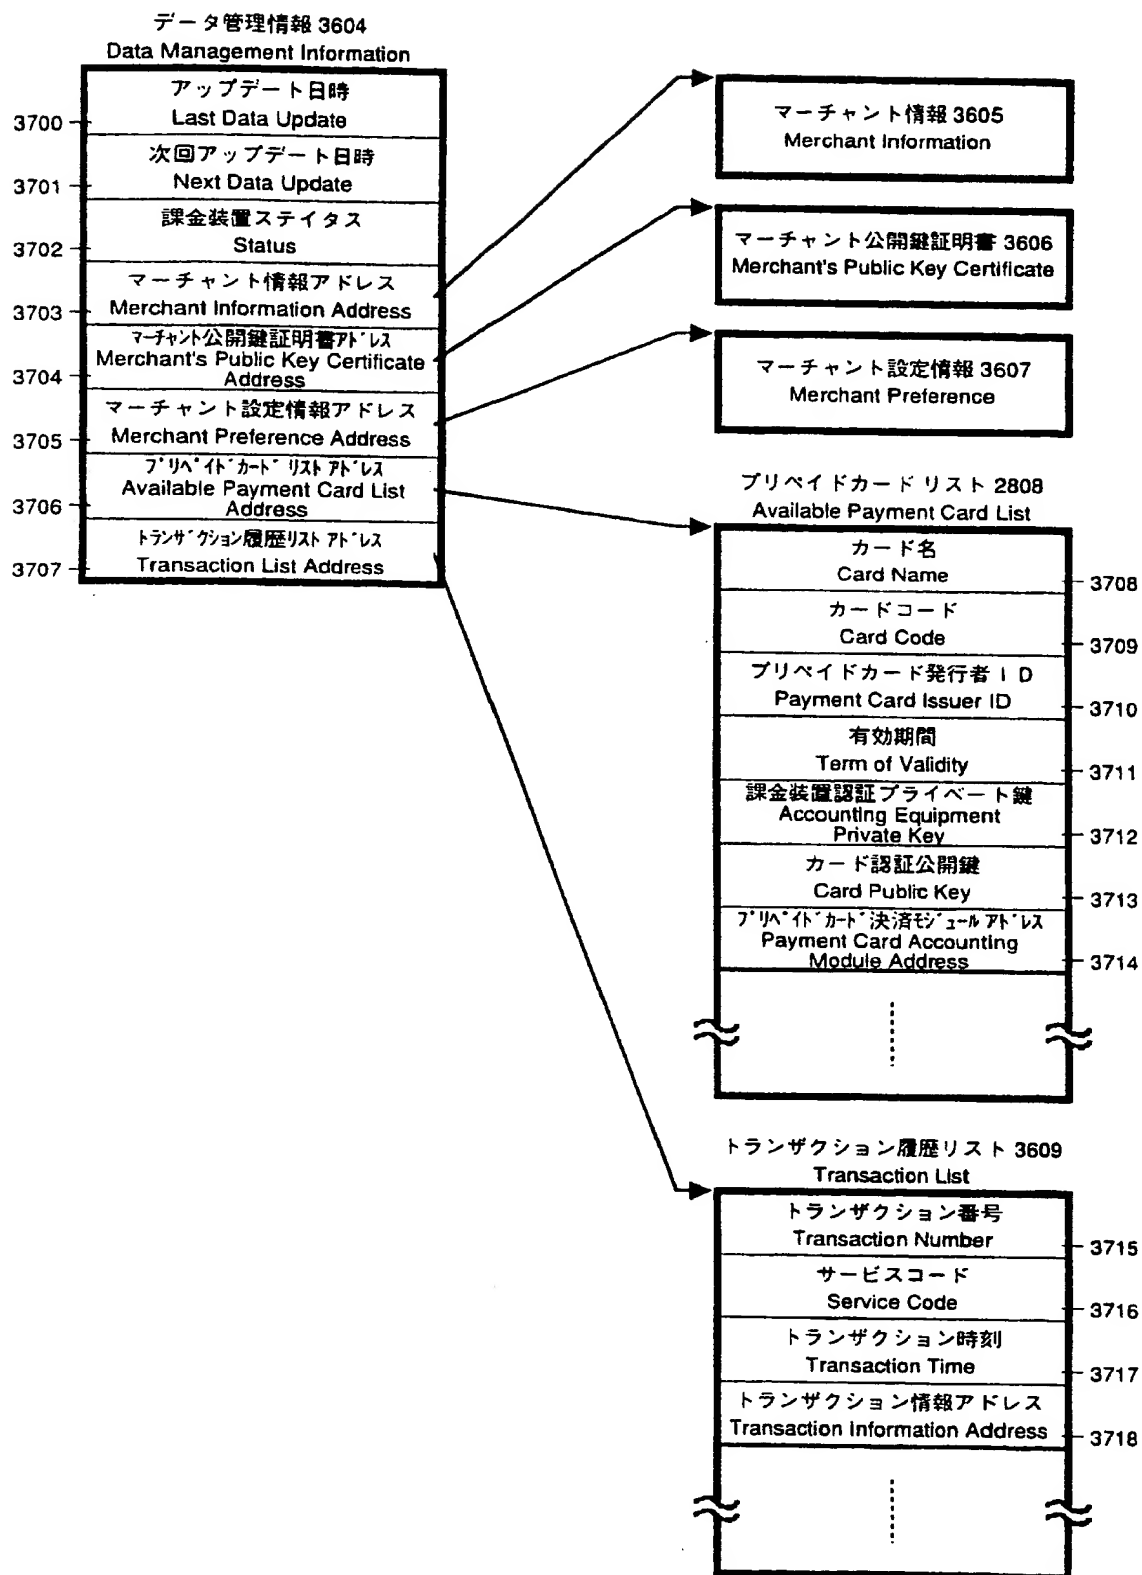 データ管理情報 3604
Data Management Information
アップデート日時
Last Data Update
3700
次回アップデート日時
Next Data Update
3701
課金装置ステイタス
Status
3702
マーチャント情報アドレス
Merchant Information Address
3703
マーチャント公開鍵証明書アドレス
Merchant's Public Key Certificate
Address
3704
マーチャント設定情報アドレス
Merchant Preference Address
3705
プリペイドカード リスト アドレス
Available Payment Card List
Address
3706
トランザクション履歴リスト アドレス
Transaction List Address
3707
マーチャント情報 3605
Merchant Information
マーチャント公開鍵証明書 3606
Merchant's Public Key Certificate
マーチャント設定情報 3607
Merchant Preference
プリペイドカード リスト 2808
Available Payment Card List
カード名
Card Name
3708
カードコード
Card Code
3709
プリペイドカード発行者ＩＤ
Payment Card Issuer ID
3710
有効期間
Term of Validity
3711
課金装置認証プライベート鍵
Accounting Equipment
Private Key
3712
カード認証公開鍵
Card Public Key
3713
プリペイドカード決済モジュール アドレス
Payment Card Accounting
Module Address
3714
トランザクション履歴リスト 3609
Transaction List
トランザクション番号
Transaction Number
3715
サービスコード
Service Code
3716
トランザクション時刻
Transaction Time
3717
トランザクション情報アドレス
Transaction Information Address
3718